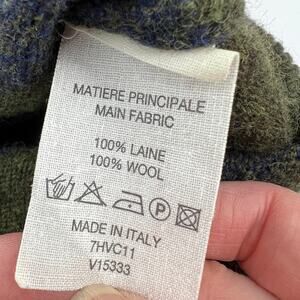 MATIERE PRINCIPALE
MAIN FABRIC
100% LAINE
100% WOOL
P
MADE IN ITALY
7HVC11
V15333